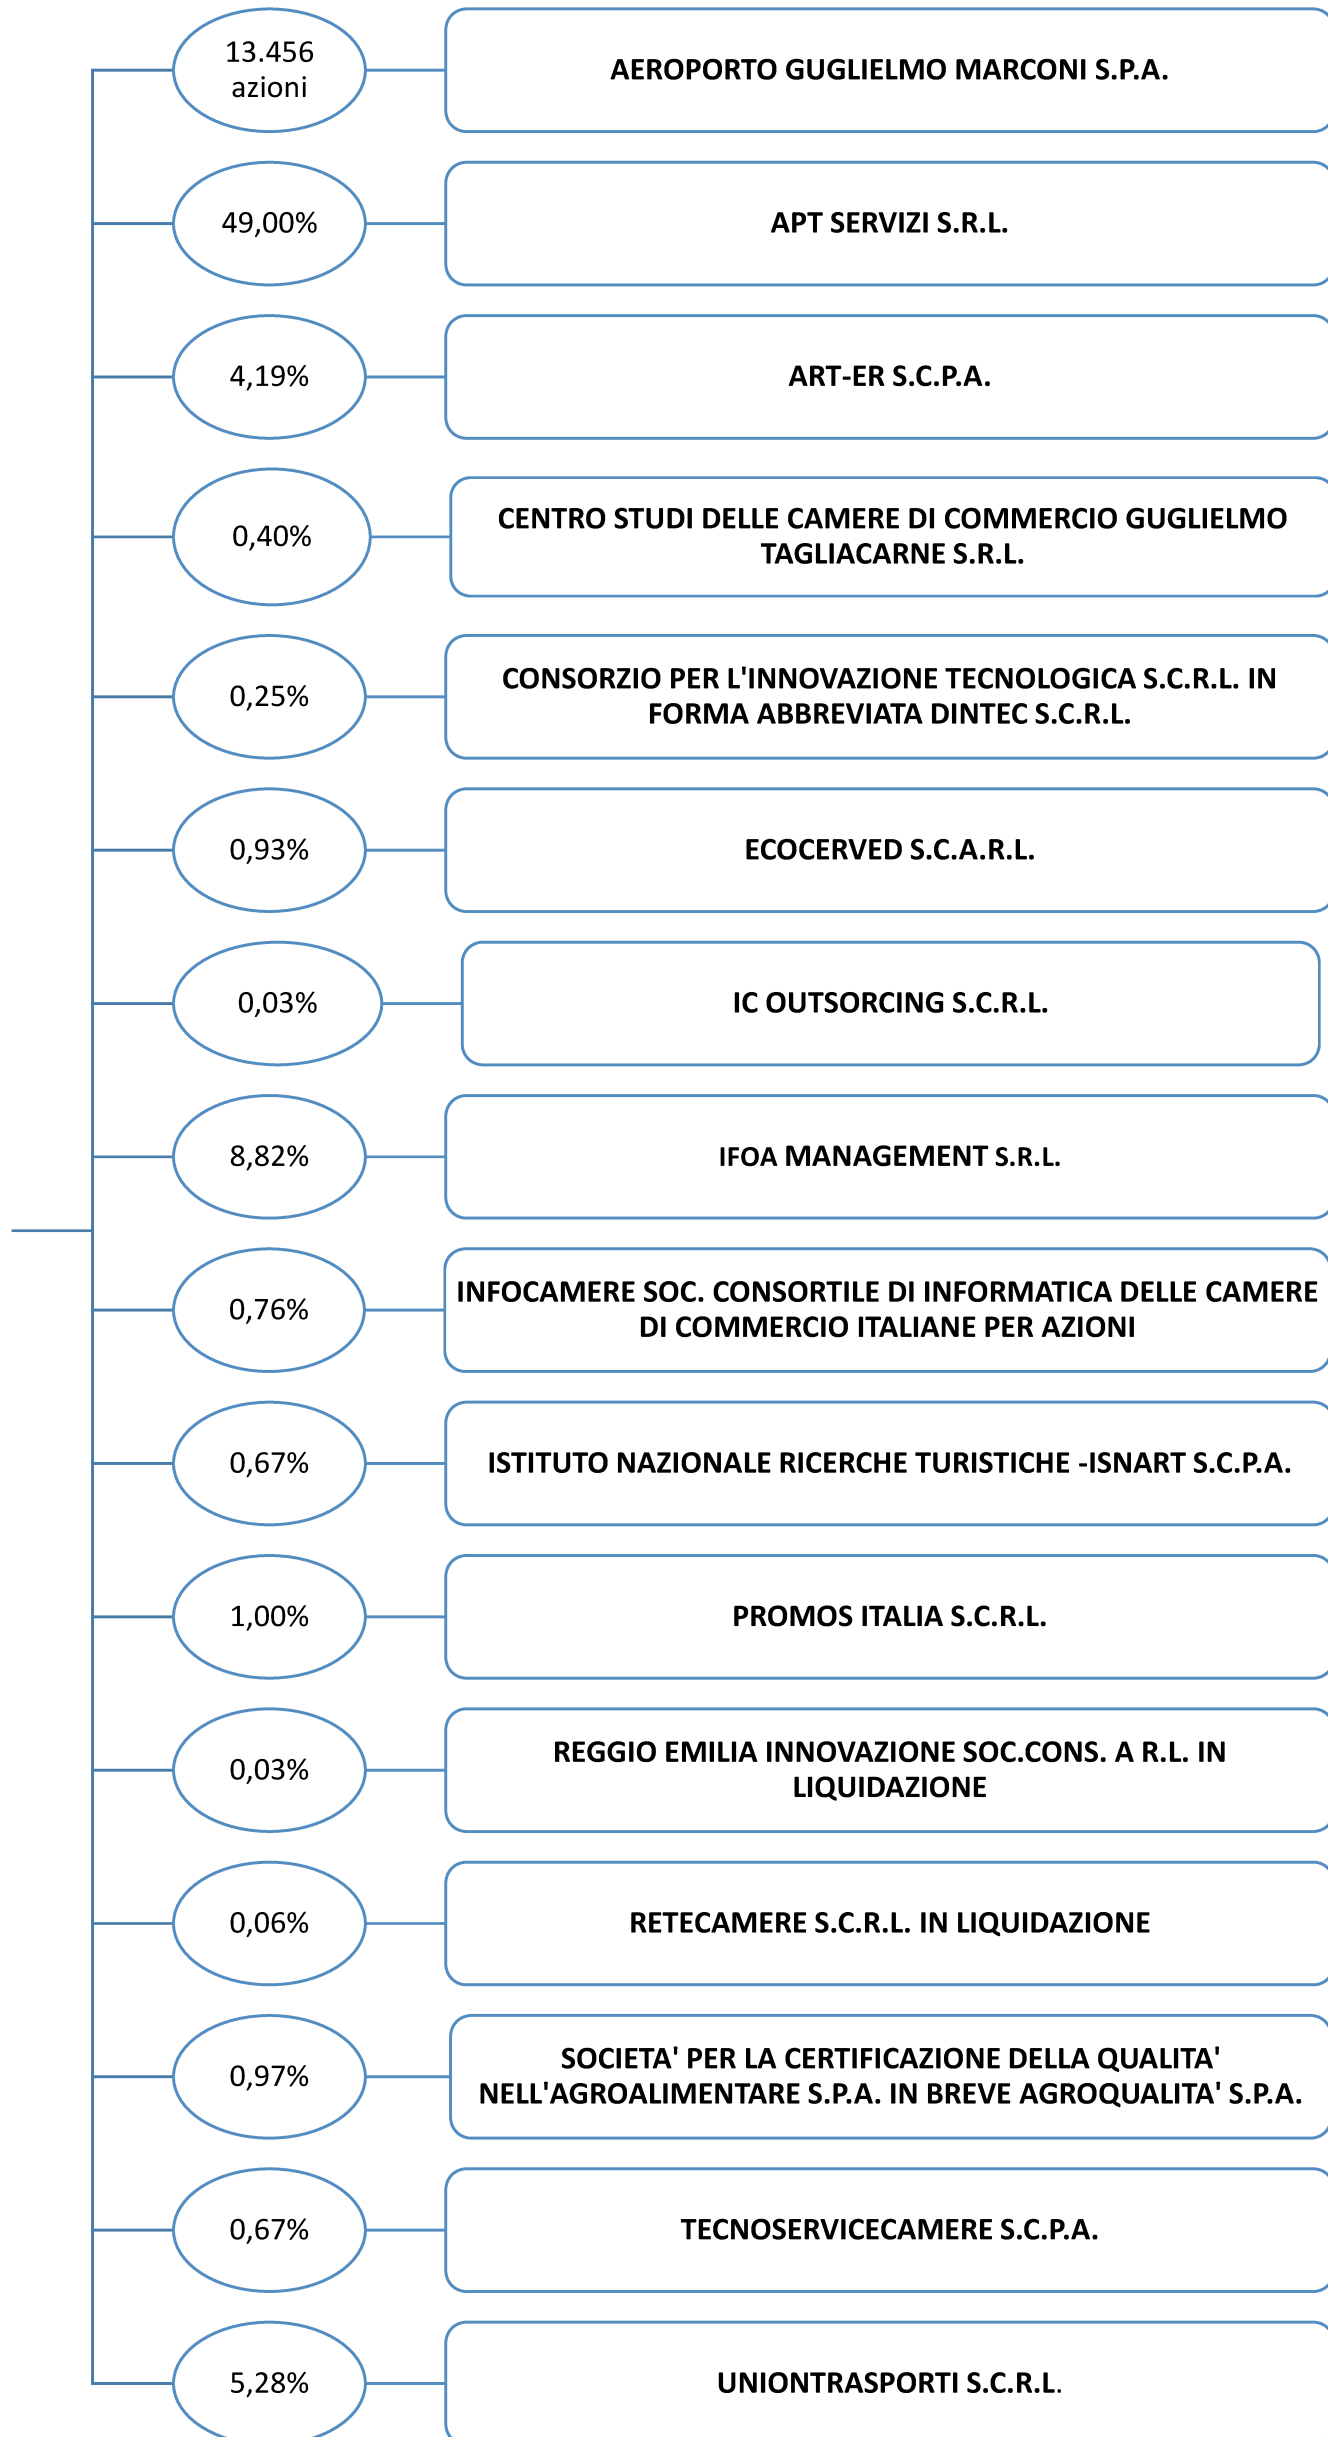 13.456
azioni
AEROPORTO GUGLIELMO MARCONI S.P.A.
49,00%
APT SERVIZI S.R.L.
4,19%
ART-ER S.C.P.A.
0,40%
CENTRO STUDI DELLE CAMERE DI COMMERCIO GUGLIELMO
TAGLIACARNE S.R.L.
0,25%
CONSORZIO PER L'INNOVAZIONE TECNOLOGICA S.C.R.L. IN
FORMA ABBREVIATA DINTEC S.C.R.L.
0,93%
ECOCERVED S.C.A.R.L.
0,03%
IC OUTSORCING S.C.R.L.
8,82%
IFOA MANAGEMENT S.R.L.
0,76%
INFOCAMERE SOC. CONSORTILE DI INFORMATICA DELLE CAMERE
DI COMMERCIO ITALIANE PER AZIONI
0,67%
ISTITUTO NAZIONALE RICERCHE TURISTICHE -ISNART S.C.P.A.
1,00%
PROMOS ITALIA S.C.R.L.
0,03%
REGGIO EMILIA INNOVAZIONE SOC.CONS. A R.L. IN
LIQUIDAZIONE
0,06%
RETECAMERE S.C.R.L. IN LIQUIDAZIONE
0,97%
SOCIETA' PER LA CERTIFICAZIONE DELLA QUALITA'
NELL'AGROALIMENTARE S.P.A. IN BREVE AGROQUALITA' S.P.A.
0,67%
TECNOSERVICECAMERE S.C.P.A.
5,28%
UNIONTRASPORTI S.C.R.L.